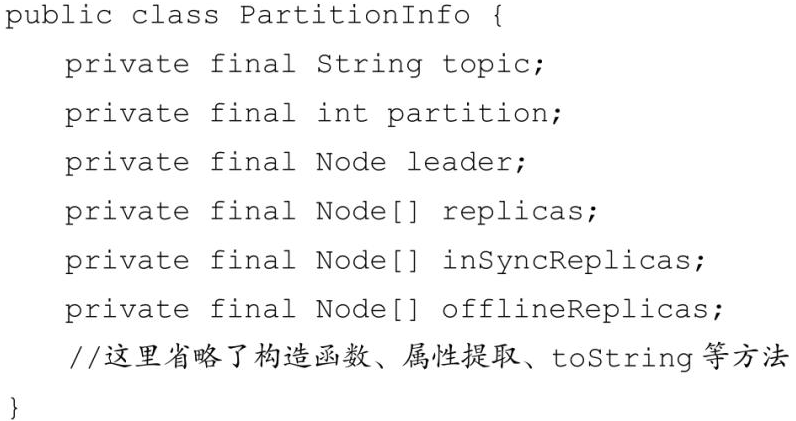 public class PartitionInfo {
    private final String topic;
    private final int partition;
    private final Node leader;
    private final Node[] replicas;
    private final Node[] inSyncReplicas;
    private final Node[] offlineReplicas;
    //这里省略了构造函数、属性提取、toString 等方法
}